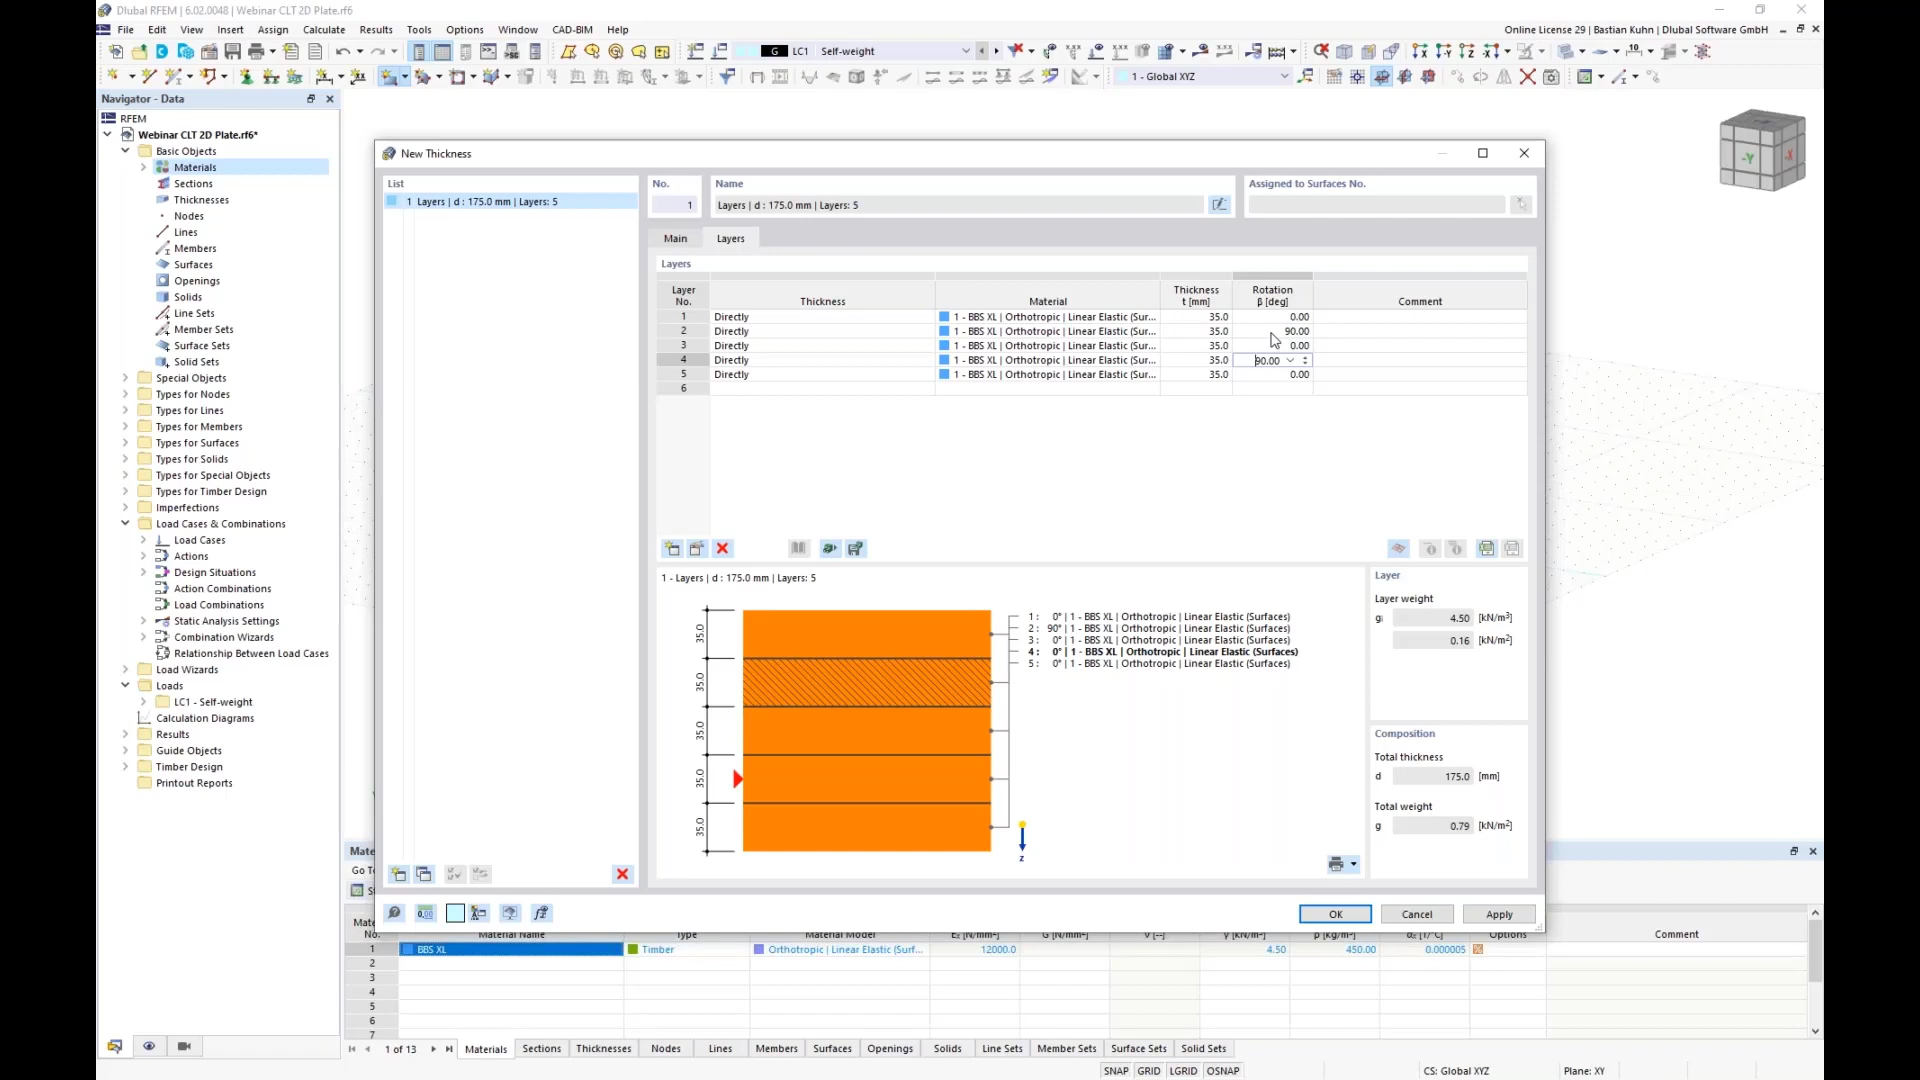 Dlubal RFEM | 6.02.0048 | Webinar CLT 2D Plate.rf6
File Edit View Insert Assign Calculate Results Tools Options Window CAD-BIM Help
Online License 29 | Bastian Kuhn | Dlubal Software GmbH
G LC1 Self-weight
1 - Global XYZ
Navigator - Data
RFEM
Webinar CLT 2D Plate.rf6*
Basic Objects
Materials
Sections
Thicknesses
Nodes
Lines
Members
Surfaces
Openings
Solids
Line Sets
Member Sets
Surface Sets
Solid Sets
Special Objects
Types for Nodes
Types for Lines
Types for Members
Types for Surfaces
Types for Solids
Types for Special Objects
Types for Timber Design
Imperfections
Load Cases & Combinations
Load Cases
Actions
Design Situations
Action Combinations
Load Combinations
Static Analysis Settings
Combination Wizards
Relationship Between Load Cases
Load Wizards
Loads
LC1 - Self-weight
Calculation Diagrams
Results
Guide Objects
Timber Design
Printout Reports
-Y -X
New Thickness
List
1 Layers | d : 175.0 mm | Layers: 5
No.
1
Name
Layers | d : 175.0 mm | Layers: 5
Assigned to Surfaces No.
Main Layers
Layers
Layer No. Thickness Material Thickness t [mm] Rotation β [deg] Comment
1 Directly 1 - BBS XL | Orthotropic | Linear Elastic (Sur... 35.0 0.00
2 Directly 1 - BBS XL | Orthotropic | Linear Elastic (Sur... 35.0 90.00
3 Directly 1 - BBS XL | Orthotropic | Linear Elastic (Sur... 35.0 0.00
4 Directly 1 - BBS XL | Orthotropic | Linear Elastic (Sur... 35.0 90.00
5 Directly 1 - BBS XL | Orthotropic | Linear Elastic (Sur... 35.0 0.00
6
1 - Layers | d : 175.0 mm | Layers: 5
35.0
35.0
35.0
35.0
35.0
1 : 0° | 1 - BBS XL | Orthotropic | Linear Elastic (Surfaces)
2 : 90° | 1 - BBS XL | Orthotropic | Linear Elastic (Surfaces)
3 : 0° | 1 - BBS XL | Orthotropic | Linear Elastic (Surfaces)
4 : 0° | 1 - BBS XL | Orthotropic | Linear Elastic (Surfaces)
5 : 0° | 1 - BBS XL | Orthotropic | Linear Elastic (Surfaces)
z
Layer
Layer weight
gi 4.50 [kN/m³]
0.16 [kN/m²]
Composition
Total thickness
d 175.0 [mm]
Total weight
g 0.79 [kN/m²]
OK Cancel Apply
Mate
Go To
Mate No. Material Name Type Material Model Options Comment
1 BBS XL Timber Orthotropic | Linear Elastic (Surf... 12000.0 4.50 450.00 0.000005
2
3
4
5
6
7
1 of 13 Materials Sections Thicknesses Nodes Lines Members Surfaces Openings Solids Line Sets Member Sets Surface Sets Solid Sets
SNAP GRID LGRID OSNAP CS: Global XYZ Plane: XY